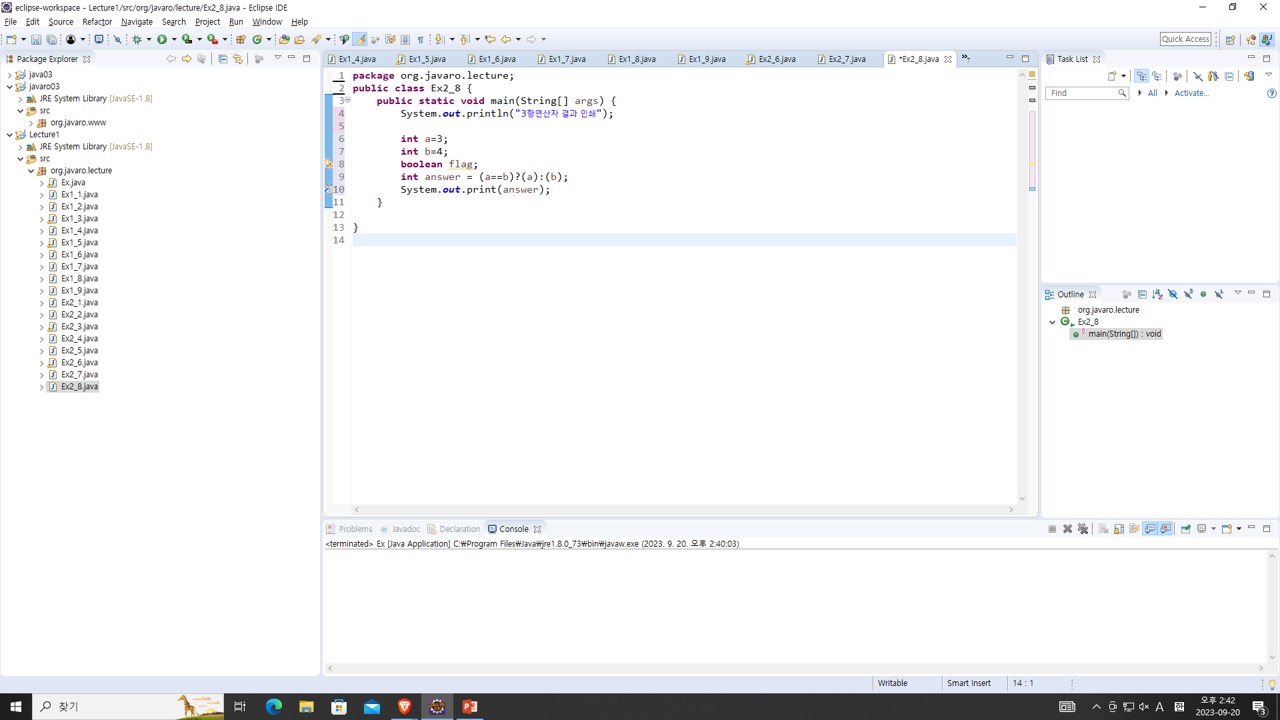 eclipse-workspace - Lecture1/src/org/javaro/lecture/Ex2_8.java - Eclipse IDE
File Edit Source Refactor Navigate Search Project Run Window Help
Quick Access
Package Explorer
java03
javaro03
JRE System Library [JavaSE-1.8]
src
org.javaro.www
Lecture1
JRE System Library [JavaSE-1.8]
src
org.javaro.lecture
Ex.java
Ex1_1.java
Ex1_2.java
Ex1_3.java
Ex1_4.java
Ex1_5.java
Ex1_6.java
Ex1_7.java
Ex1_8.java
Ex1_9.java
Ex2_1.java
Ex2_2.java
Ex2_3.java
Ex2_4.java
Ex2_5.java
Ex2_6.java
Ex2_7.java
Ex2_8.java
Ex1_4.java Ex1_5.java Ex1_6.java Ex1_7.java Ex1_8.java Ex1_9.java Ex2_6.java Ex2_7.java *Ex2_8.java
1 package org.javaro.lecture;
2 public class Ex2_8 {
3 public static void main(String[] args) {
4 System.out.println("3항연산자 결과 인쇄");
5
6 int a=3;
7 int b=4;
8 boolean flag;
9 int answer = (a==b)?(a):(b);
10 System.out.print(answer);
11 }
12
13 }
14
Task List
Find All Activate...
Outline
org.javaro.lecture
Ex2_8
main(String[]) : void
Problems Javadoc Declaration Console
<terminated> Ex [Java Application] C:₩Program Files₩Java₩jre1.8.0_73₩bin₩javaw.exe (2023. 9. 20. 오후 2:40:03)
Writable Smart Insert 14 : 1
찾기
A 漢
오후 2:42
2023-09-20
3